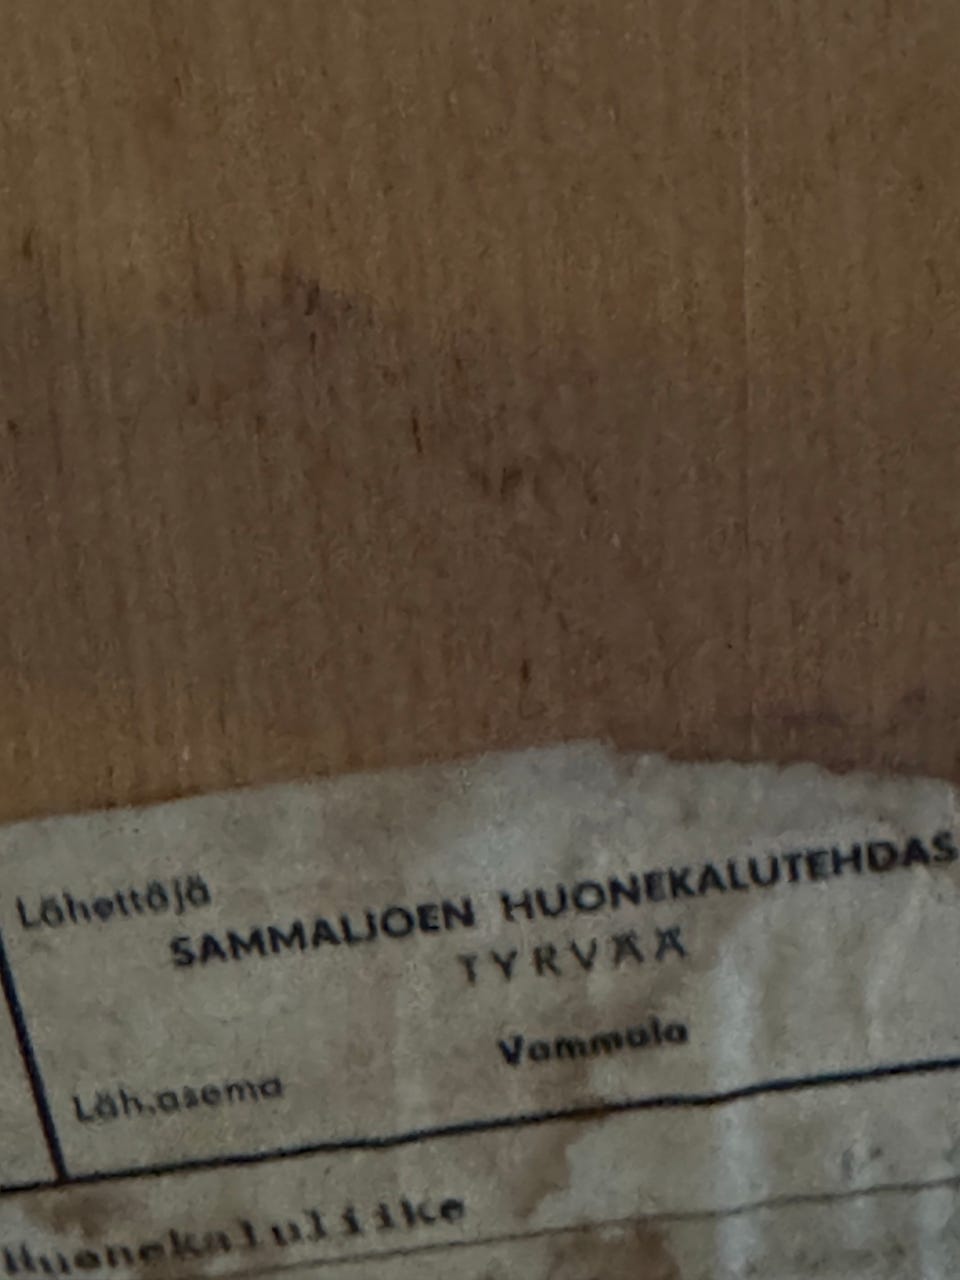 Lähettäjä
SAMMALJOEN HUONEKALUTEHDAS
TYRVÄÄ
Vammala
Läh.asema
Huonekaluliike